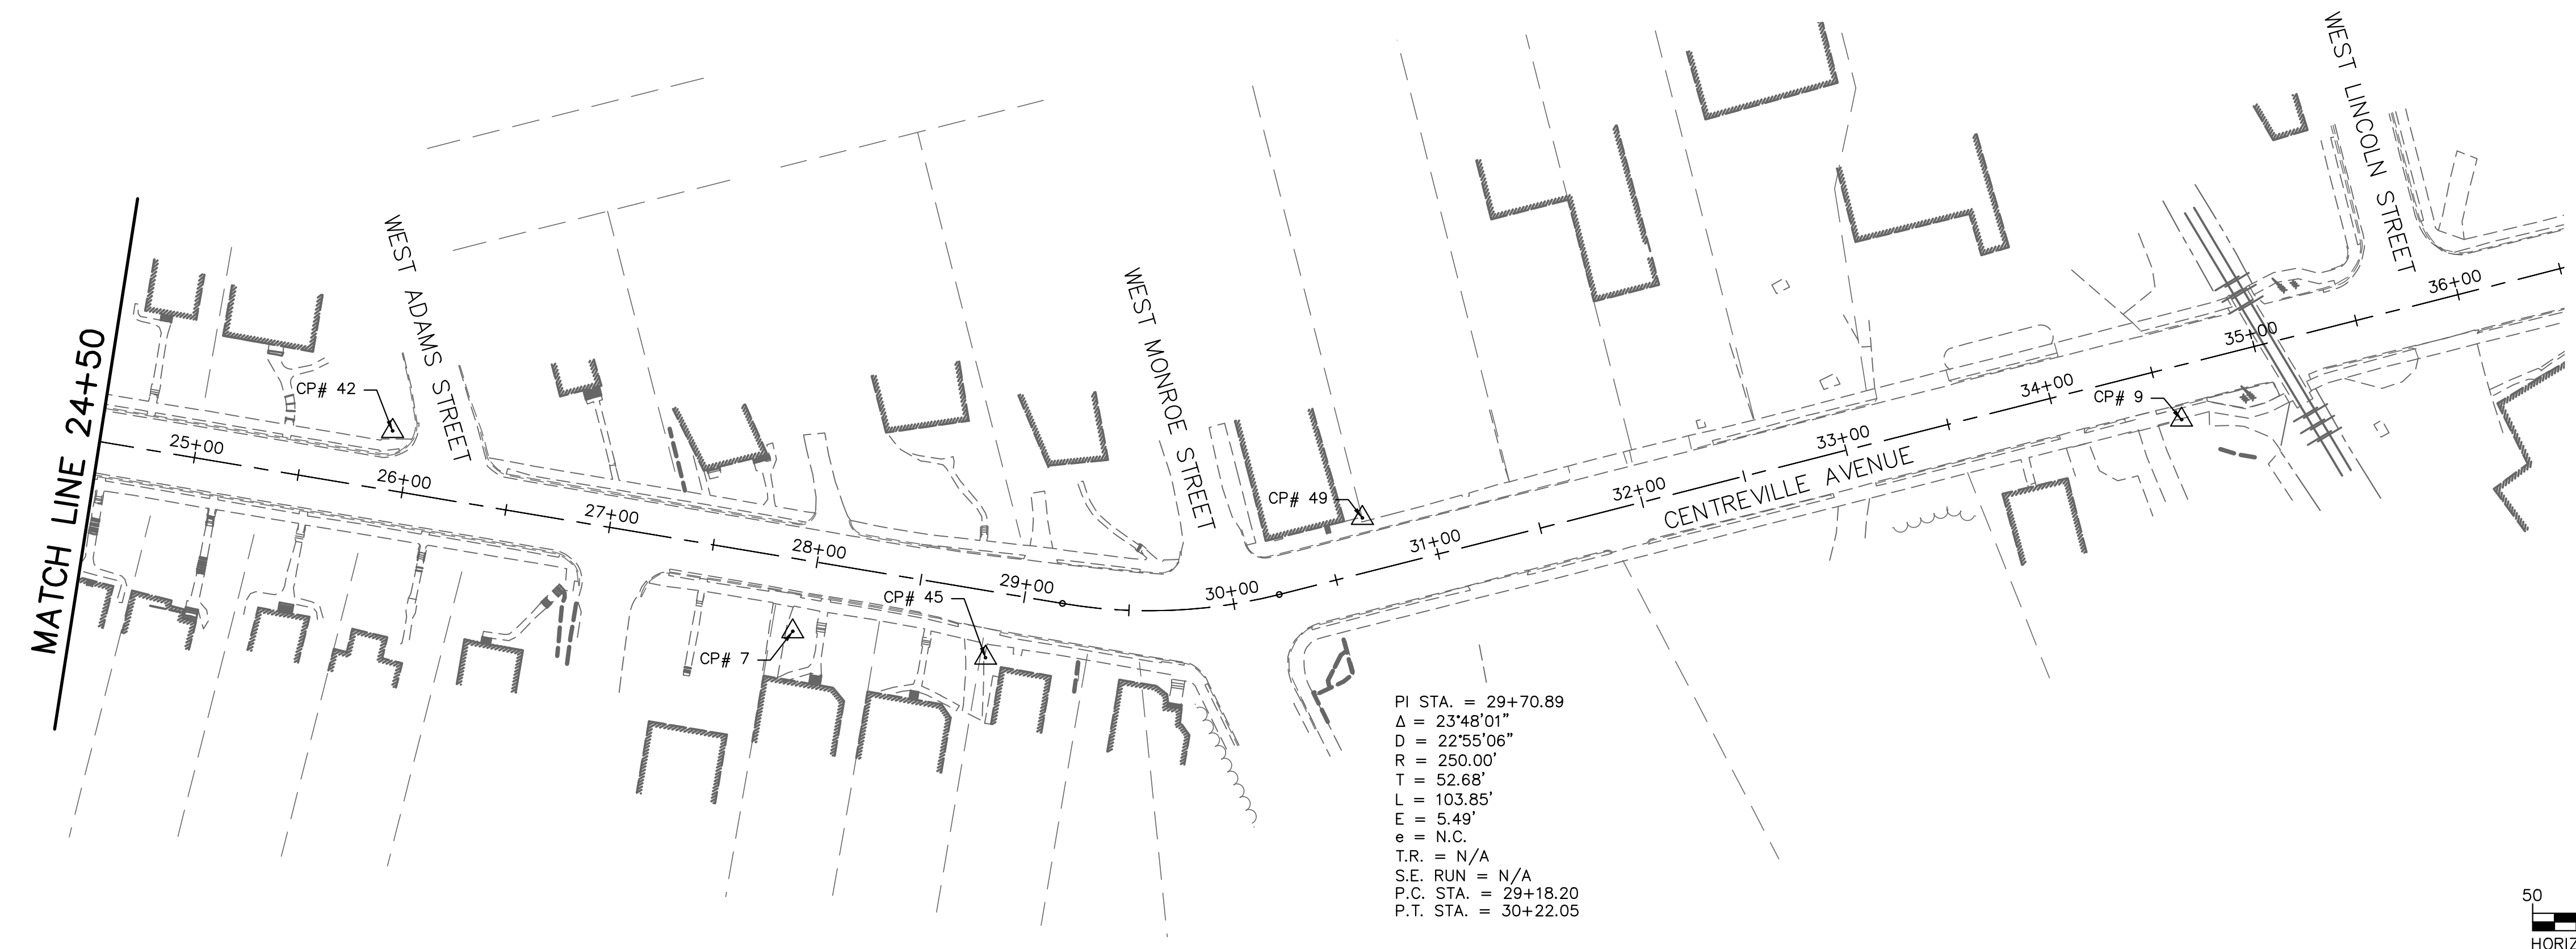 WEST LINCOLN STREET
WEST ADAMS STREET
WEST MONROE STREET
MATCH LINE 24+50
CP# 42
25+00
26+00
27+00
28+00
29+00
30+00
31+00
32+00
33+00
34+00
35+00
36+00
CP# 49
CP# 9
CENTREVILLE AVENUE
CP# 45
CP# 7
PI STA. = 29+70.89
Δ = 23°48'01"
D = 22°55'06"
R = 250.00'
T = 52.68'
L = 103.85'
E = 5.49'
e = N.C.
T.R. = N/A
S.E. RUN = N/A
P.C. STA. = 29+18.20
P.T. STA. = 30+22.05
50
HORIZ